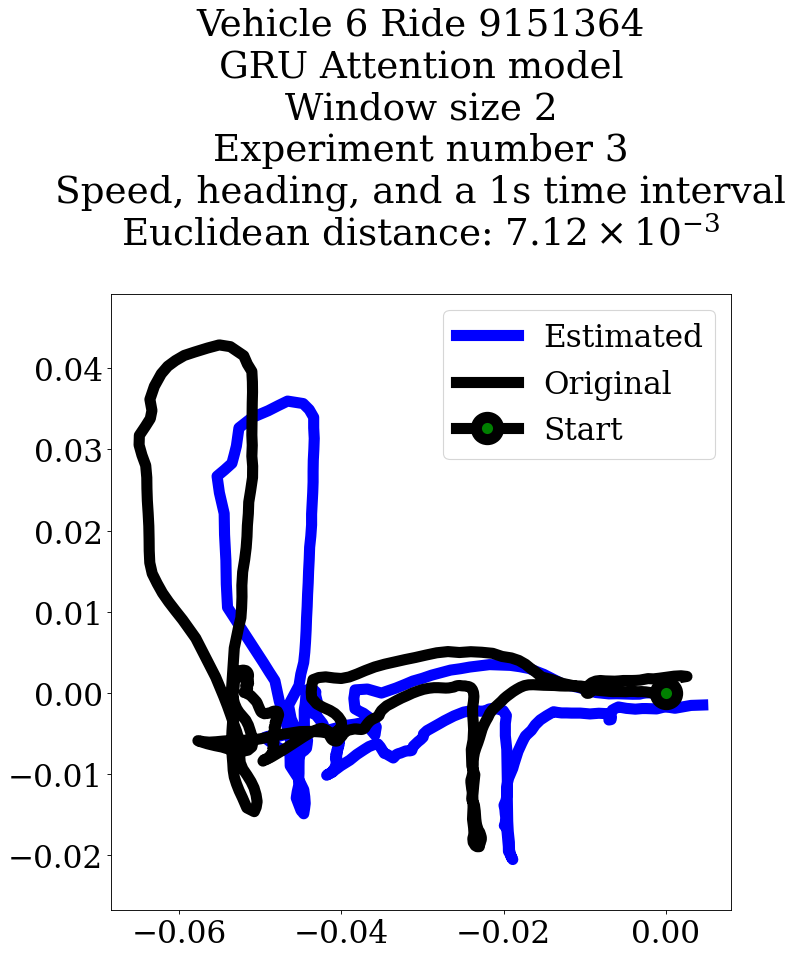 Vehicle 6 Ride 9151364
GRU Attention model
Window size 2
Experiment number 3
Speed, heading, and a 1s time interval
Euclidean distance: 7.12 × 10⁻³
Estimated
Original
Start
0.04
0.03
0.02
0.01
0.00
−0.01
−0.02
−0.06
−0.04
−0.02
0.00